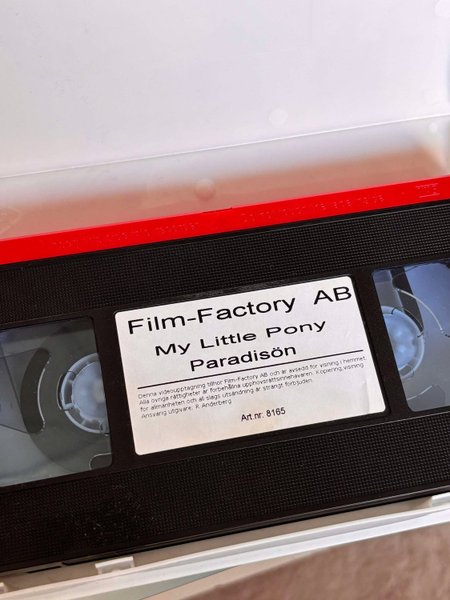 Film-Factory AB
My Little Pony
Paradisön
Denna videoupptagning tillhör Film-Factory AB och är avsedd för visning i hemmet.
Alla övriga rättigheter är förbehållna upphovsrättsinnehavaren. Kopiering, visning
för allmänheten och all slags utsändning är strängt förbjuden.
Ansvarig utgivare: R Anderberg
Art.nr: 8165